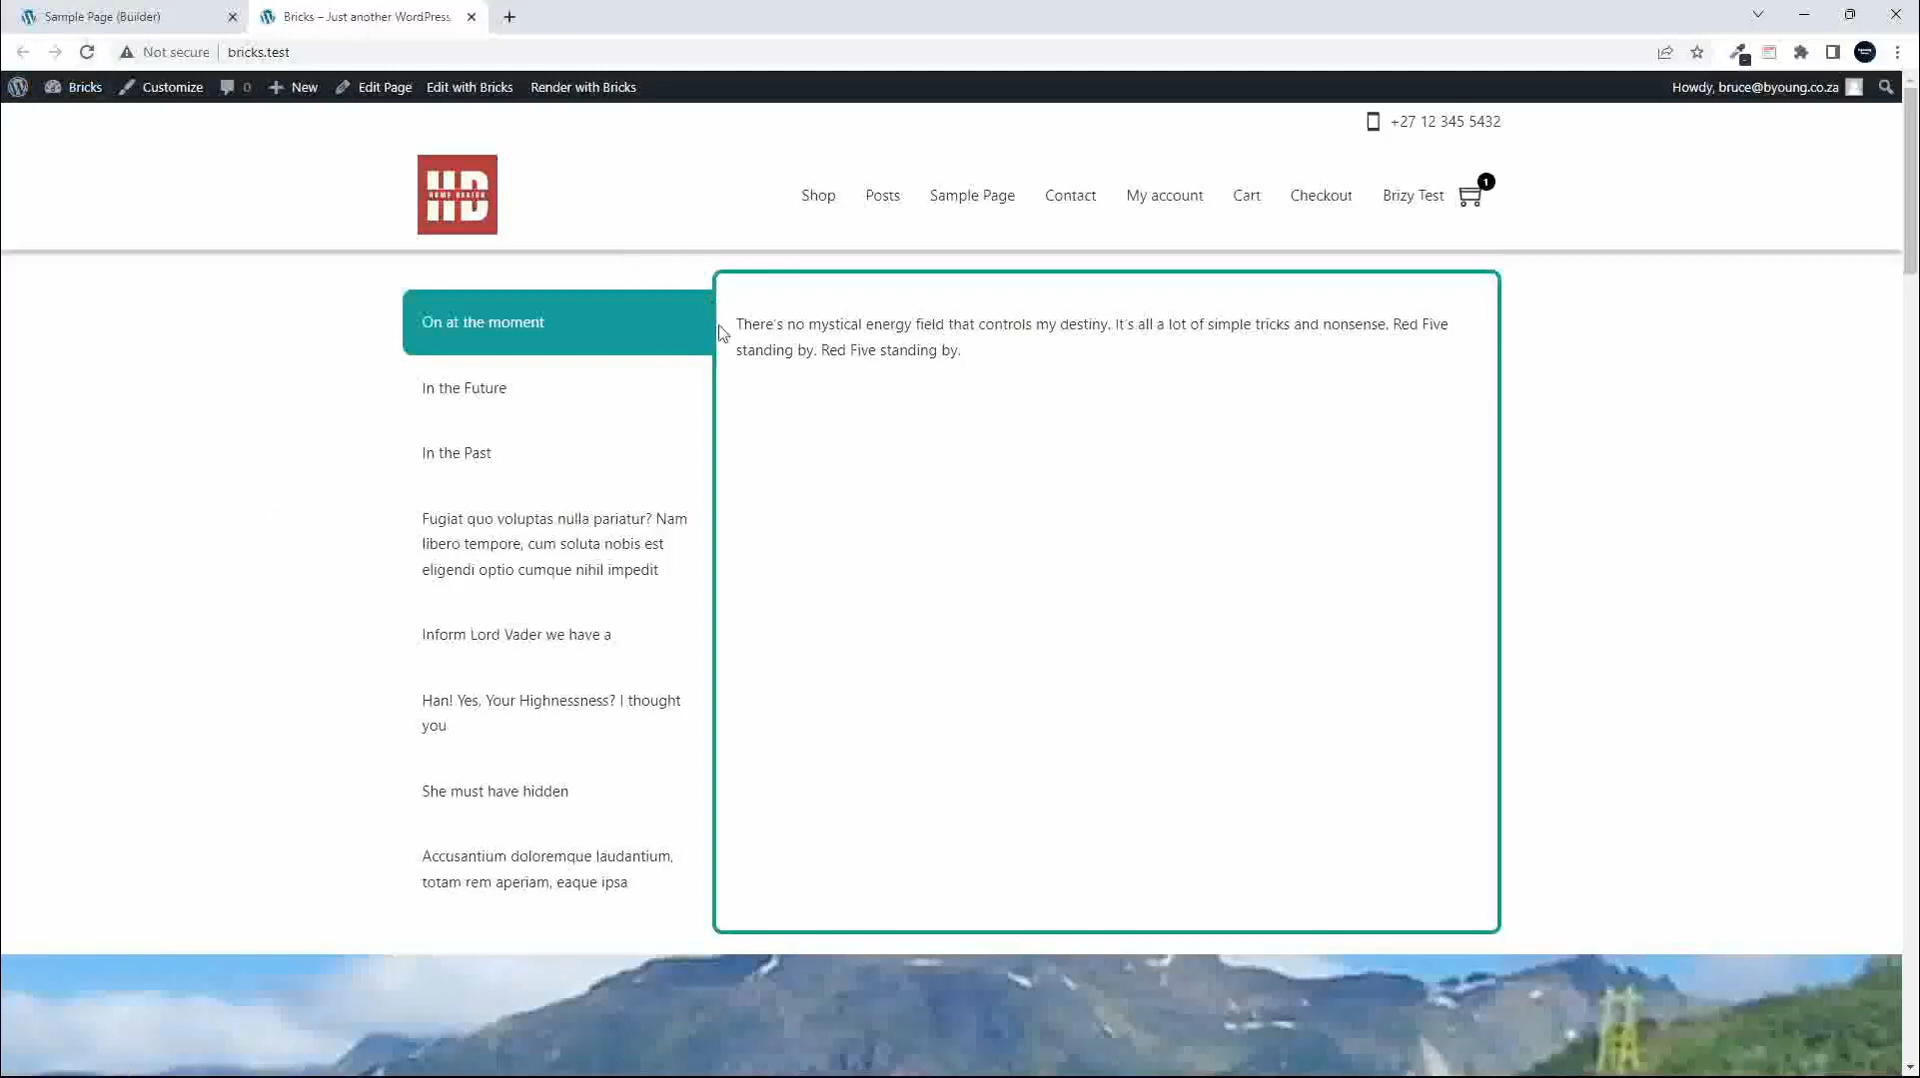 Sample Page (Builder)
Bricks – Just another WordPress
Not secure
bricks.test
Bricks
Customize
0
New
Edit Page
Edit with Bricks
Render with Bricks
Howdy, bruce@byoung.co.za
+27 12 345 5432
HD
HOME DESIGN
Shop
Posts
Sample Page
Contact
My account
Cart
Checkout
Brizy Test
1
On at the moment
In the Future
In the Past
Fugiat quo voluptas nulla pariatur? Nam
libero tempore, cum soluta nobis est
eligendi optio cumque nihil impedit
Inform Lord Vader we have a
Han! Yes, Your Highnessness? I thought
you
She must have hidden
Accusantium doloremque laudantium,
totam rem aperiam, eaque ipsa
There's no mystical energy field that controls my destiny. It's all a lot of simple tricks and nonsense. Red Five
standing by. Red Five standing by.